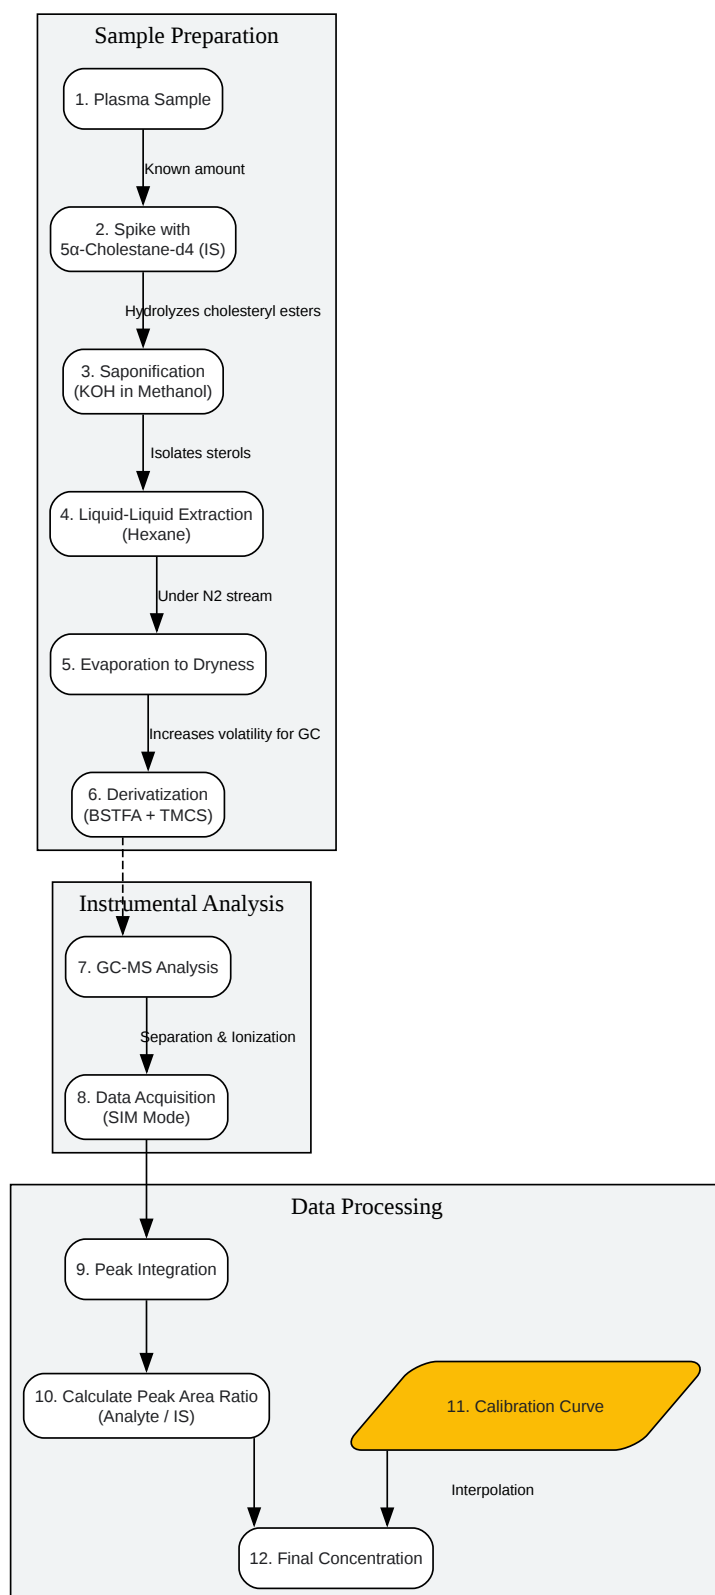 Sample Preparation
1. Plasma Sample
Known amount
2. Spike with
5α-Cholestane-d4 (IS)
Hydrolyzes cholesteryl esters
3. Saponification
(KOH in Methanol)
Isolates sterols
4. Liquid-Liquid Extraction
(Hexane)
Under N2 stream
5. Evaporation to Dryness
Increases volatility for GC
6. Derivatization
(BSTFA + TMCS)
Instrumental Analysis
7. GC-MS Analysis
Separation & Ionization
8. Data Acquisition
(SIM Mode)
Data Processing
9. Peak Integration
10. Calculate Peak Area Ratio
(Analyte / IS)
11. Calibration Curve
Interpolation
12. Final Concentration